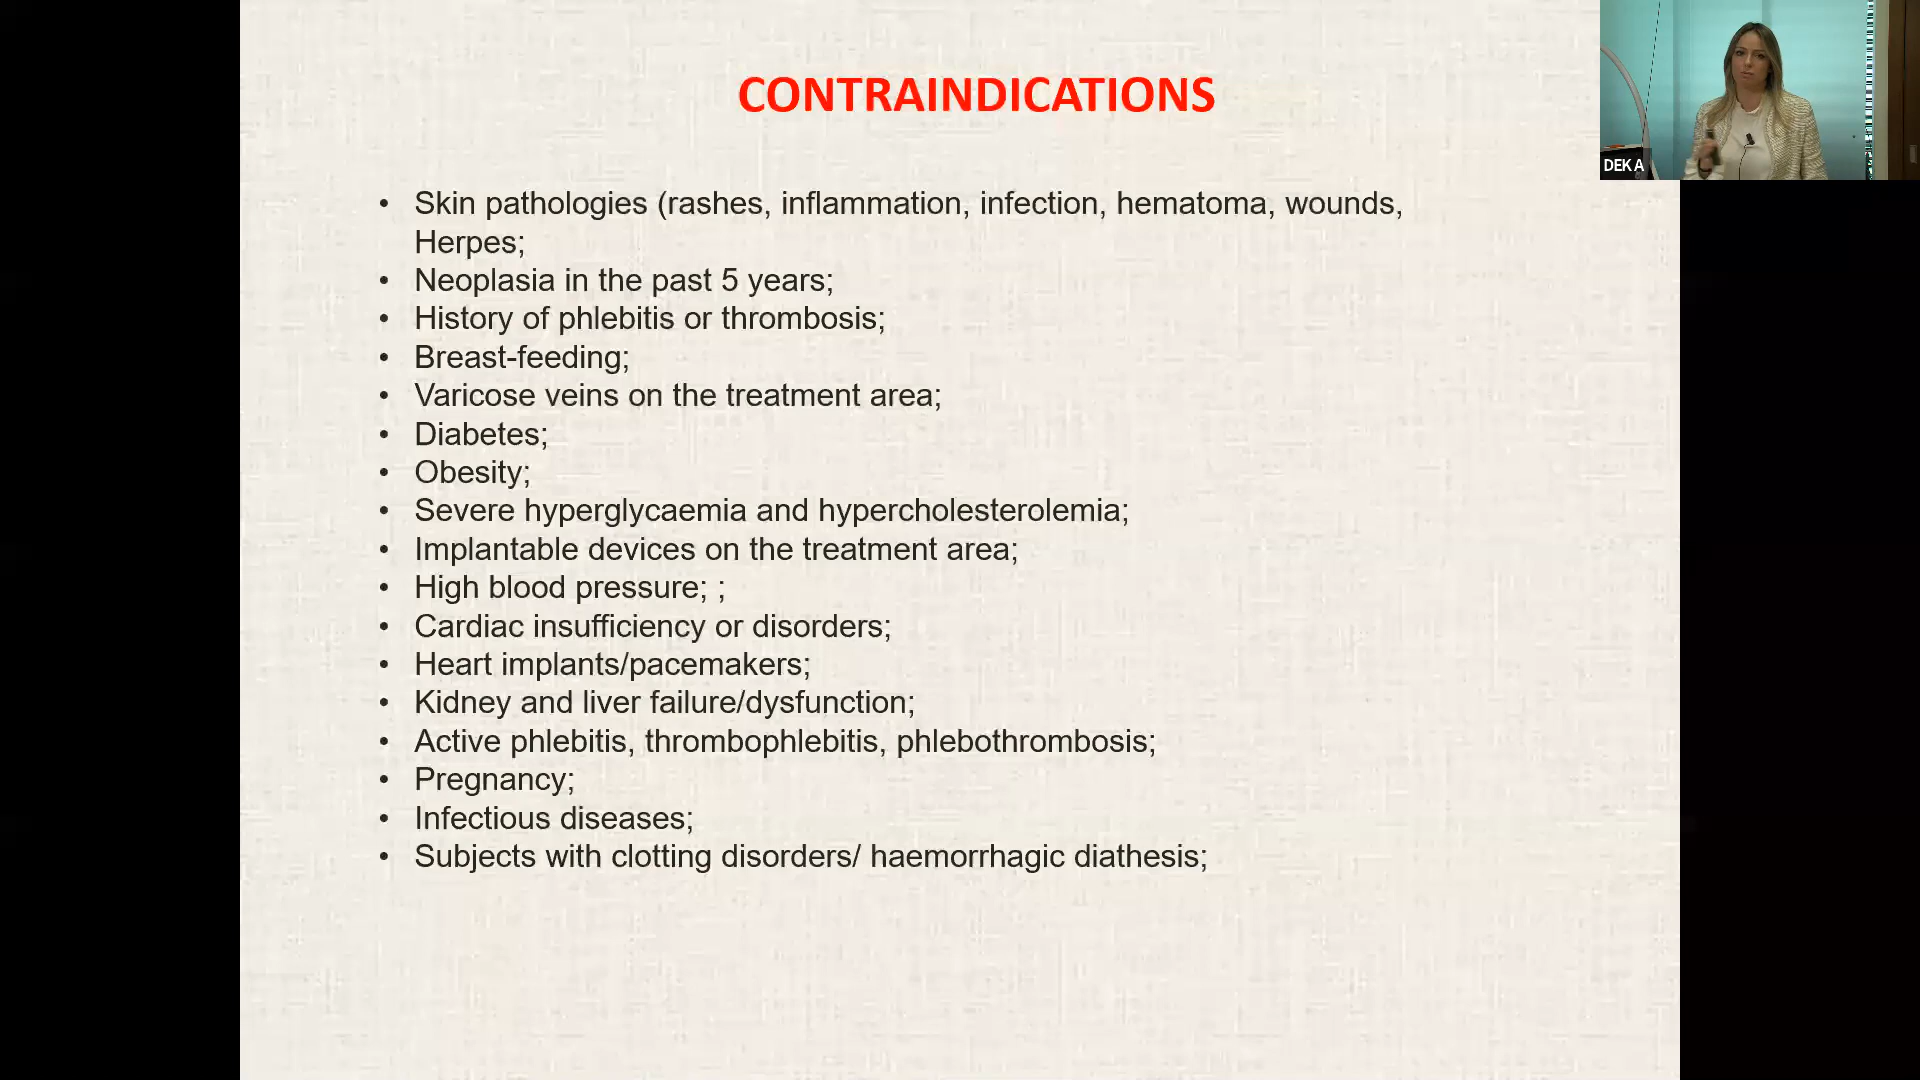 CONTRAINDICATIONS
DEKA
• Skin pathologies (rashes, inflammation, infection, hematoma, wounds,
Herpes;
• Neoplasia in the past 5 years;
• History of phlebitis or thrombosis;
• Breast-feeding;
• Varicose veins on the treatment area;
• Diabetes;
• Obesity;
• Severe hyperglycaemia and hypercholesterolemia;
• Implantable devices on the treatment area;
• High blood pressure; ;
• Cardiac insufficiency or disorders;
• Heart implants/pacemakers;
• Kidney and liver failure/dysfunction;
• Active phlebitis, thrombophlebitis, phlebothrombosis;
• Pregnancy;
• Infectious diseases;
• Subjects with clotting disorders/ haemorrhagic diathesis;